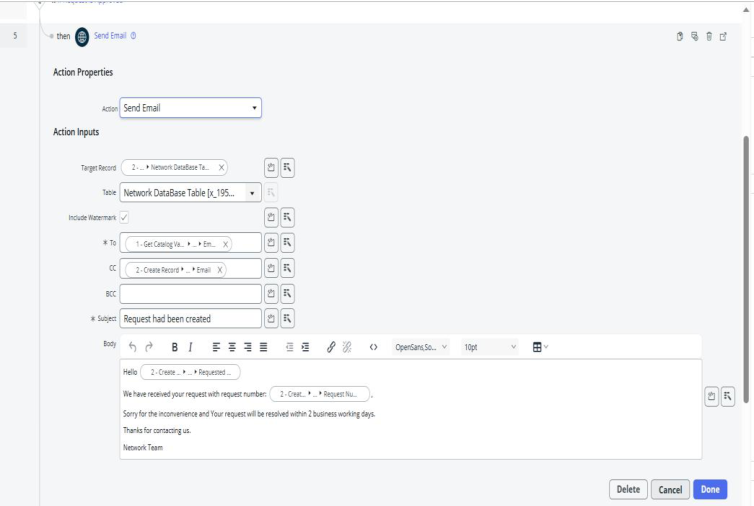 5 then Send Email
Action Properties
Action Send Email
Action Inputs
Target Record 2 - ... ▸ Network DataBase Ta... X
Table Network DataBase Table [x_195...
Include Watermark
* To 1 - Get Catalog Va... ▸ ... ▸ Em... X
CC 2 - Create Record ▸ ... ▸ Email X
BCC
* Subject Request had been created
Body B I OpenSans,So... 10pt
Hello 2 - Create ... ▸ ... ▸ Requested ...
We have received your request with request number: 2 - Creat... ▸ ... ▸ Request Nu... .
Sorry for the inconvenience and Your request will be resolved within 2 business working days.
Thanks for contacting us.
Network Team
Delete Cancel Done